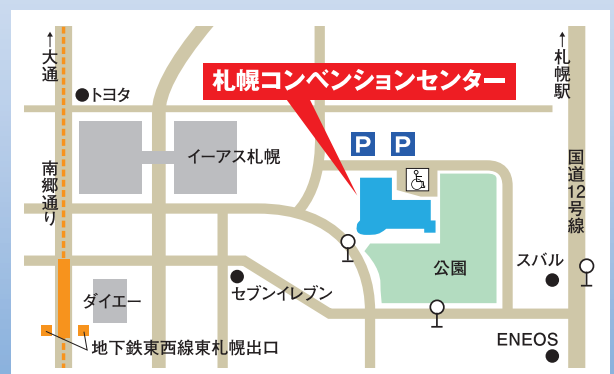 ↑大通
トヨタ
札幌コンベンションセンター
↑札幌駅
P
P
イーアス札幌
南郷通り
国道12号線
公園
スバル
ダイエー
セブンイレブン
ENEOS
地下鉄東西線東札幌出口